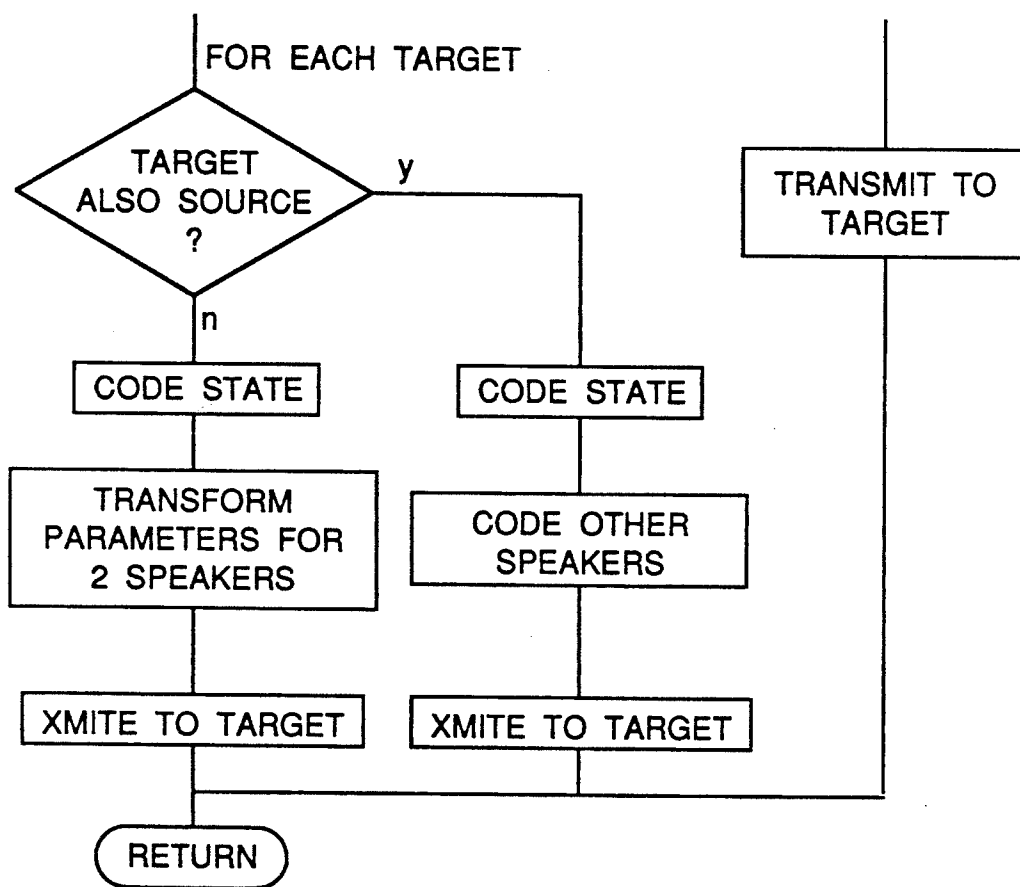 FOR EACH TARGET
TARGET
ALSO SOURCE
?
y
n
CODE STATE
TRANSFORM
PARAMETERS FOR
2 SPEAKERS
XMITE TO TARGET
CODE STATE
CODE OTHER
SPEAKERS
XMITE TO TARGET
TRANSMIT TO
TARGET
RETURN